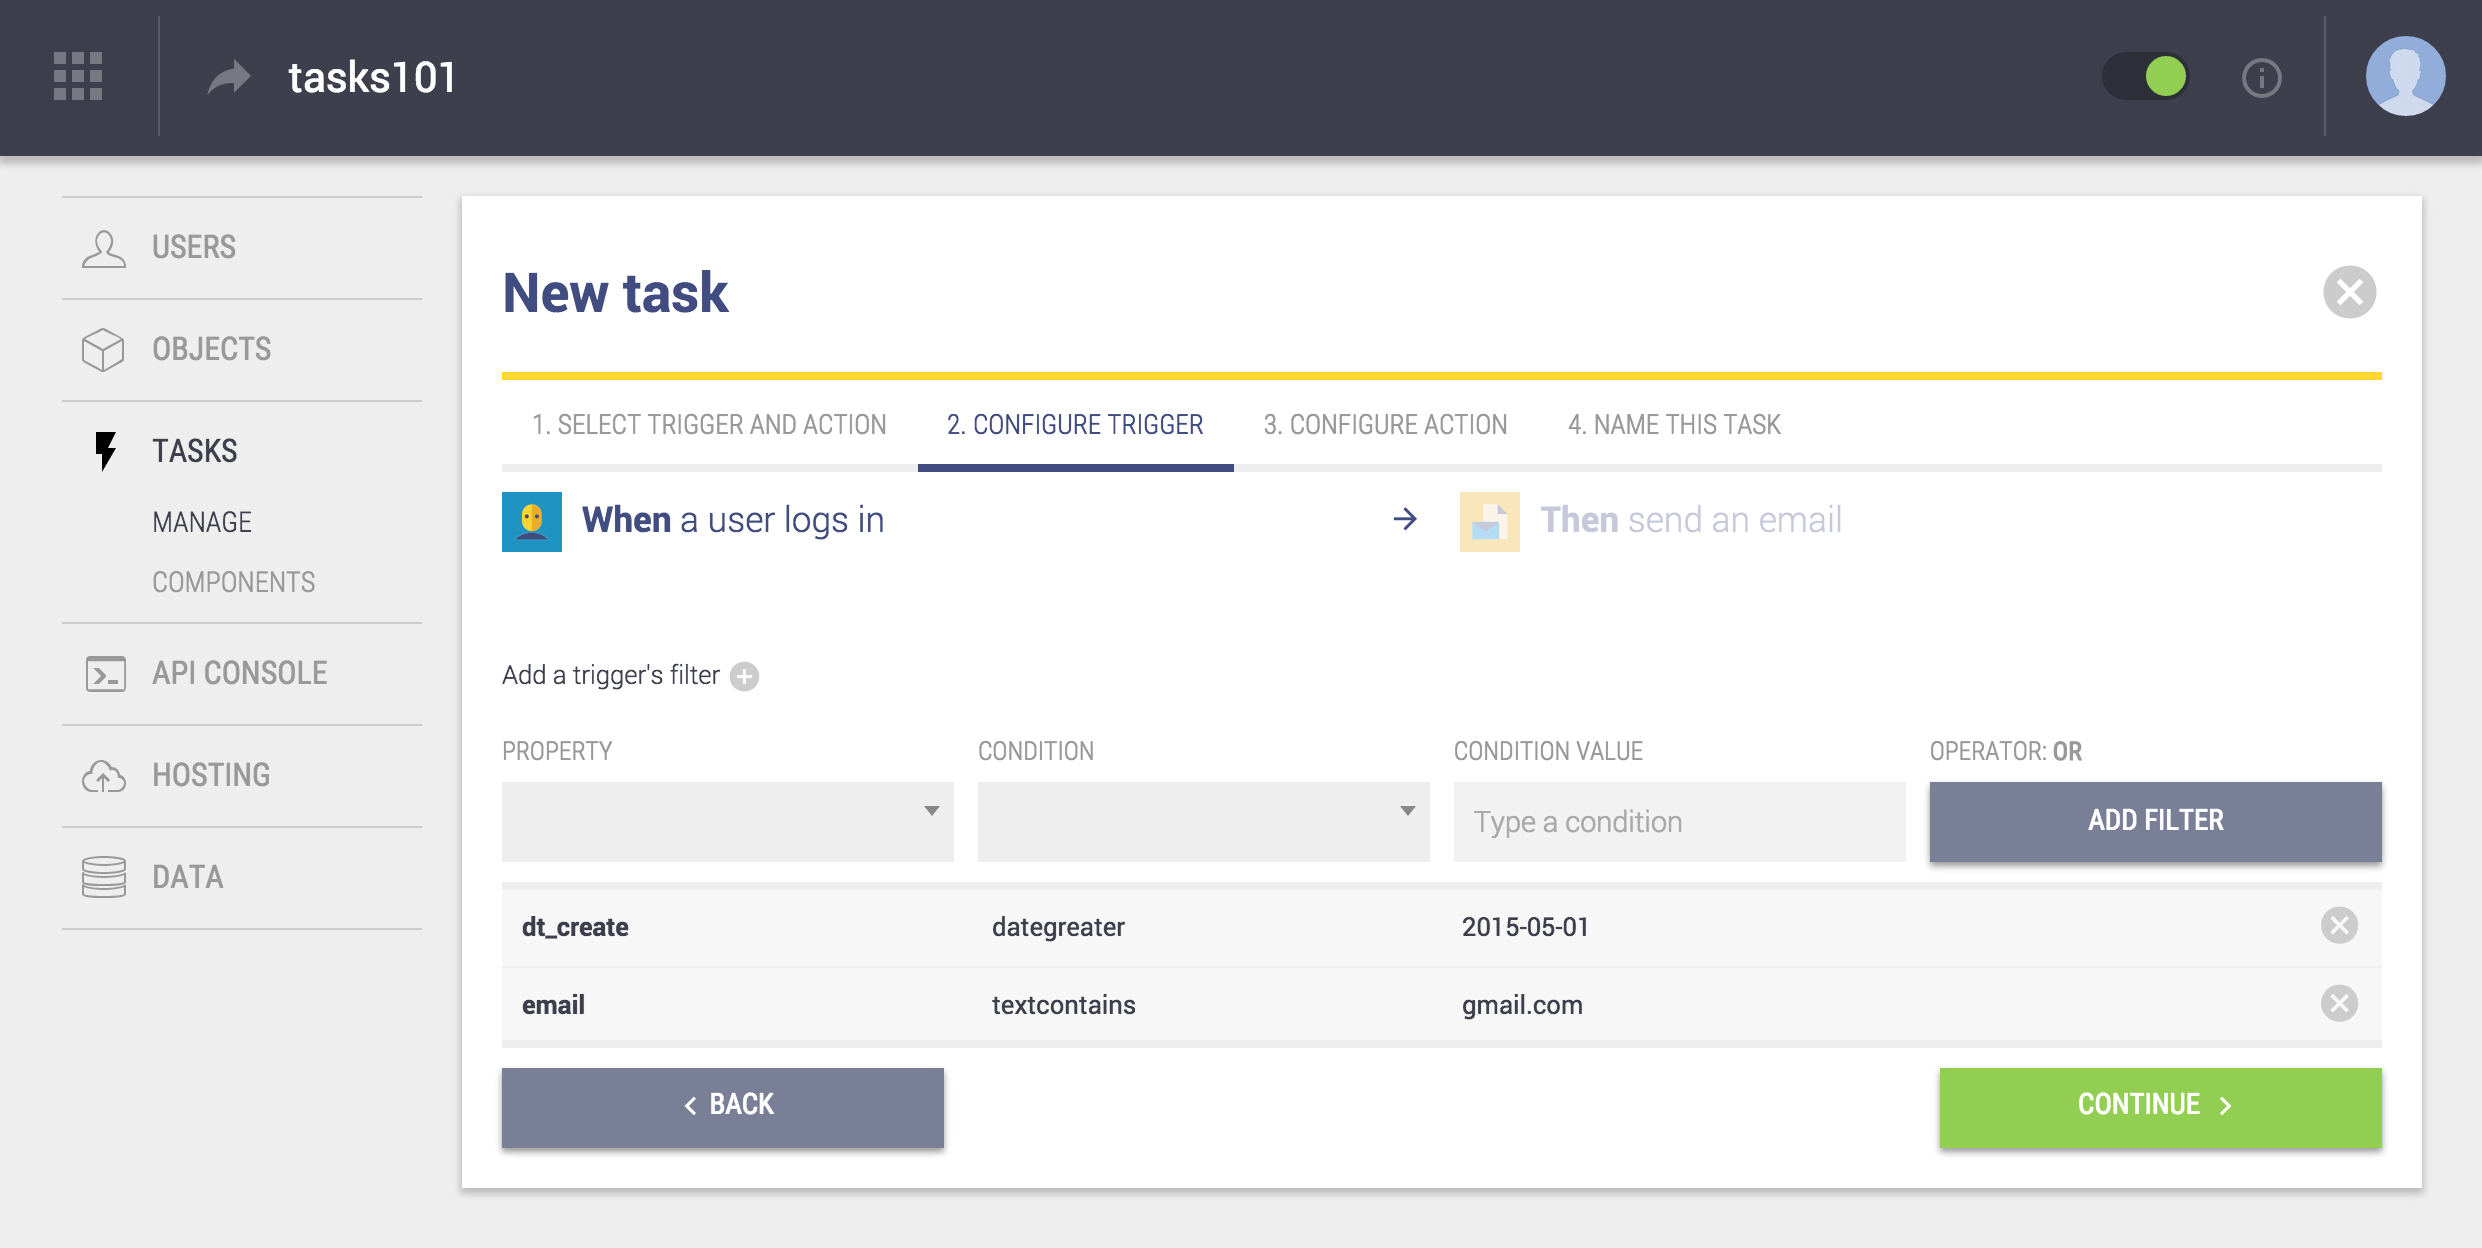 tasks101
USERS
OBJECTS
TASKS
MANAGE
COMPONENTS
API CONSOLE
HOSTING
DATA
New task
1. SELECT TRIGGER AND ACTION
2. CONFIGURE TRIGGER
3. CONFIGURE ACTION
4. NAME THIS TASK
When a user logs in
Then send an email
Add a trigger's filter
PROPERTY
CONDITION
CONDITION VALUE
OPERATOR: OR
Type a condition
ADD FILTER
dt_create dategreater 2015-05-01
email textcontains gmail.com
BACK
CONTINUE